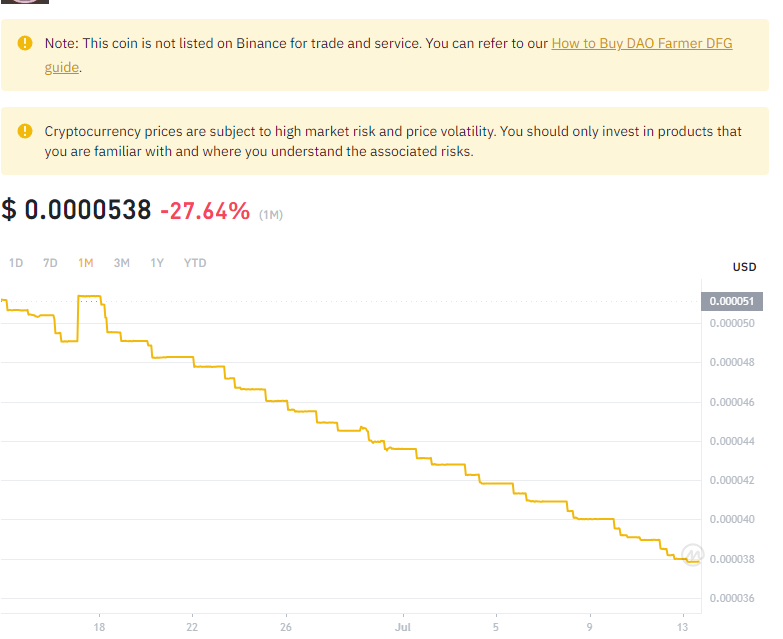 Note: This coin is not listed on Binance for trade and service. You can refer to our How to Buy DAO Farmer DFG
guide.
Cryptocurrency prices are subject to high market risk and price volatility. You should only invest in products that
you are familiar with and where you understand the associated risks.
$ 0.0000538 -27.64% (1M)
1D 7D 1M 3M 1Y YTD
USD
0.000051
0.000050
0.000048
0.000046
0.000044
0.000042
0.000040
0.000038
0.000036
18 22 26 Jul 5 9 13